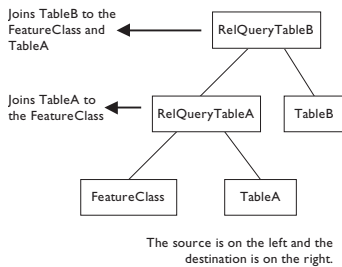 Joins TableB to the
FeatureClass and
TableA
RelQueryTableB
Joins TableA to
the FeatureClass
RelQueryTableA
TableB
FeatureClass
TableA
The source is on the left and the
destination is on the right.